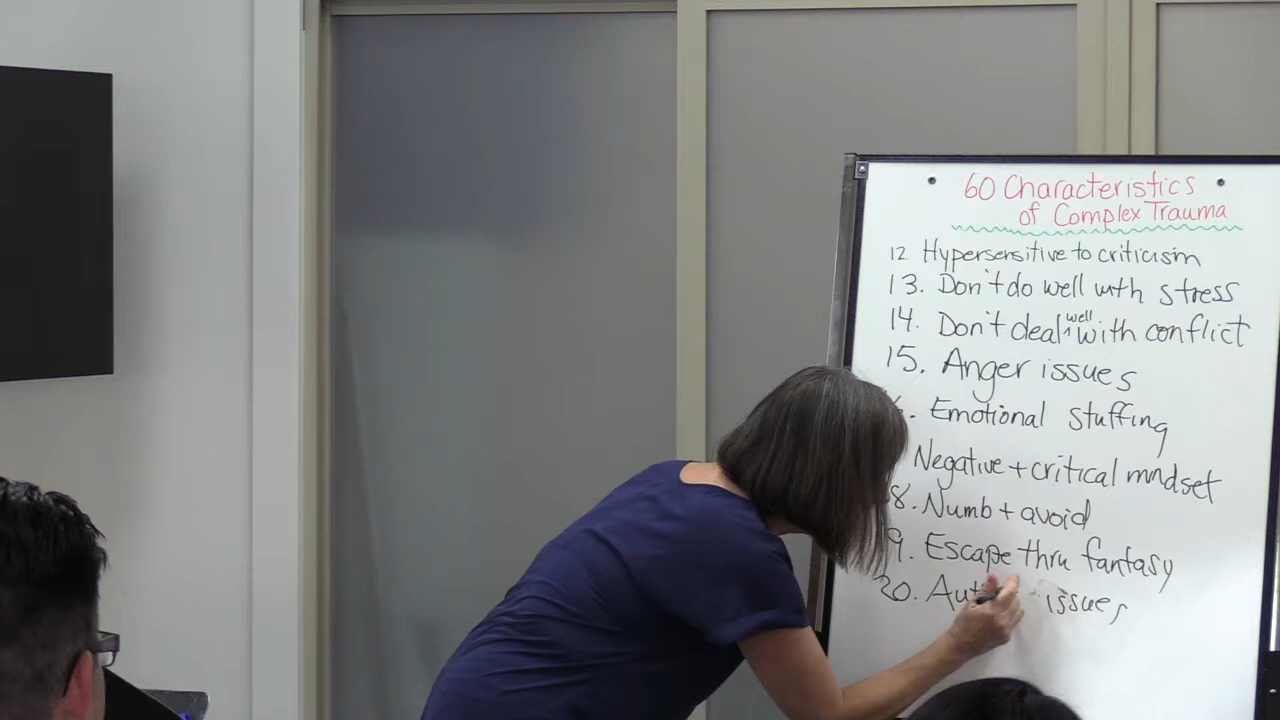 60 Characteristics
of Complex Trauma
12. Hypersensitive to criticism
13. Don't do well with stress
14. Don't deal well with conflict
15. Anger issues
. Emotional stuffing
Negative + critical mindset
8. Numb + avoid
9. Escape thru fantasy
20. issues